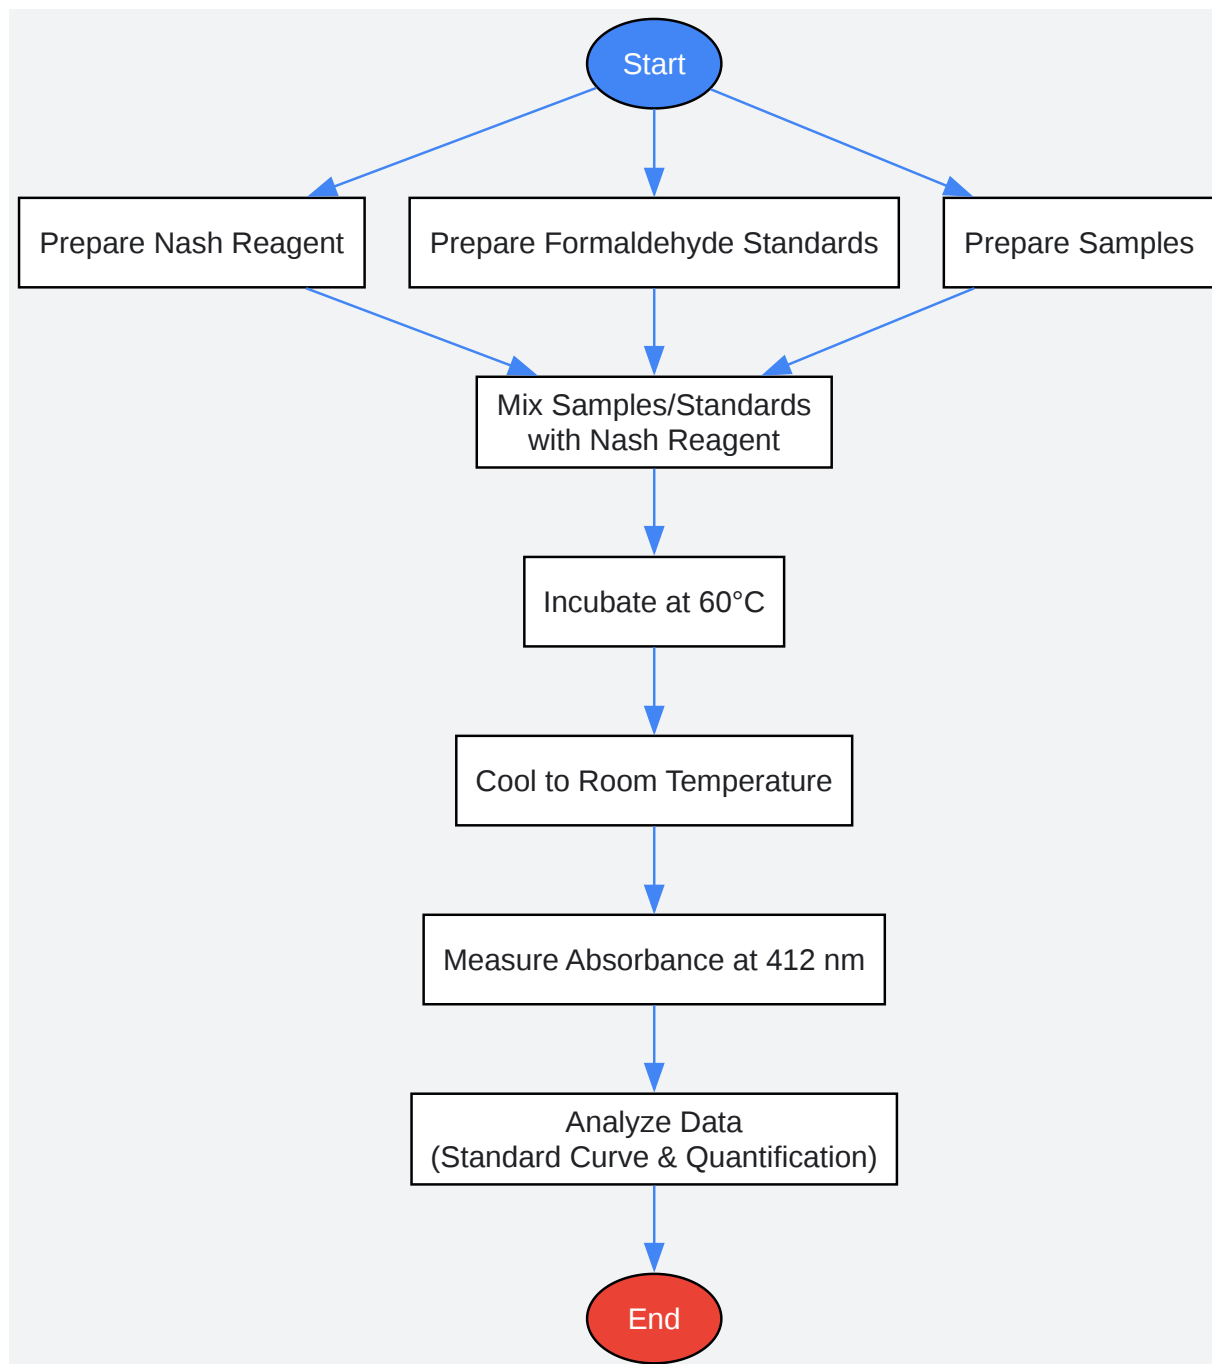 Start
Prepare Nash Reagent
Prepare Formaldehyde Standards
Prepare Samples
Mix Samples/Standards
with Nash Reagent
Incubate at 60°C
Cool to Room Temperature
Measure Absorbance at 412 nm
Analyze Data
(Standard Curve & Quantification)
End